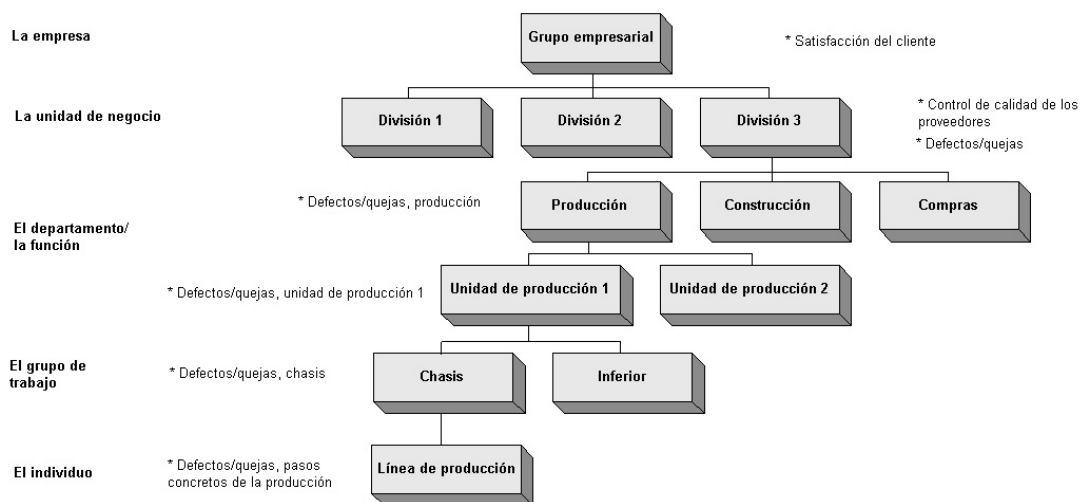 La empresa
Grupo empresarial
* Satisfacción del cliente
La unidad de negocio
División 1
División 2
División 3
* Control de calidad de los
proveedores
* Defectos/quejas
* Defectos/quejas, producción
Producción
Construcción
Compras
El departamento/
la función
* Defectos/quejas, unidad de producción 1
Unidad de producción 1
Unidad de producción 2
El grupo de
trabajo
* Defectos/quejas, chasis
Chasis
Inferior
El individuo
* Defectos/quejas, pasos
concretos de la producción
Línea de producción